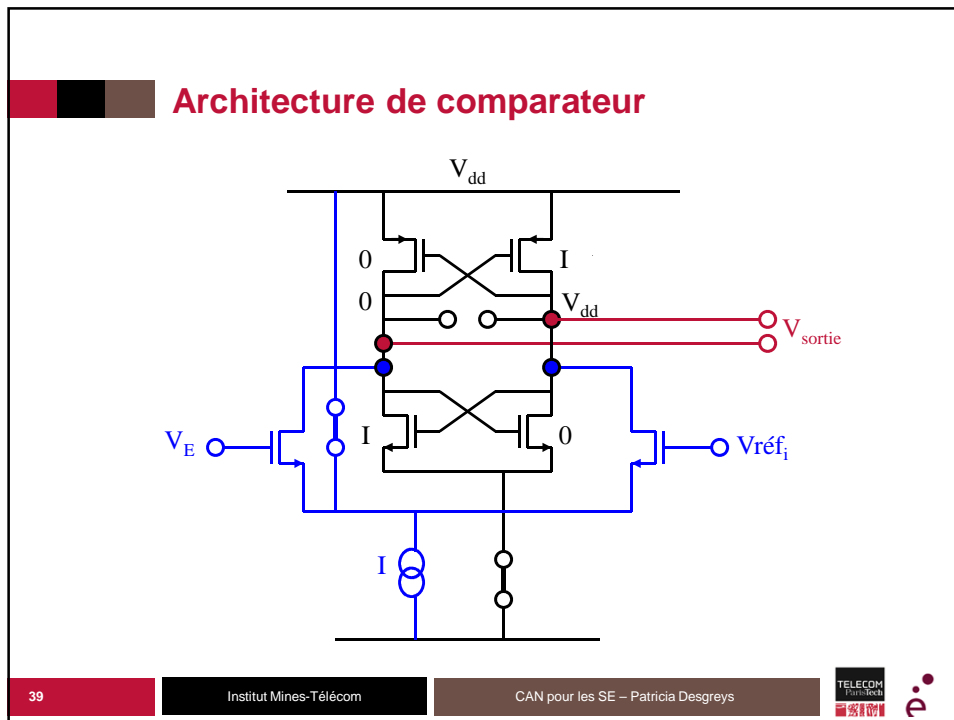 Architecture de comparateur
Vdd
0
I
0
Vdd
Vsortie
VE
I
0
Vréfi
I
39
Institut Mines-Télécom
CAN pour les SE – Patricia Desgreys
TELECOM
ParisTech